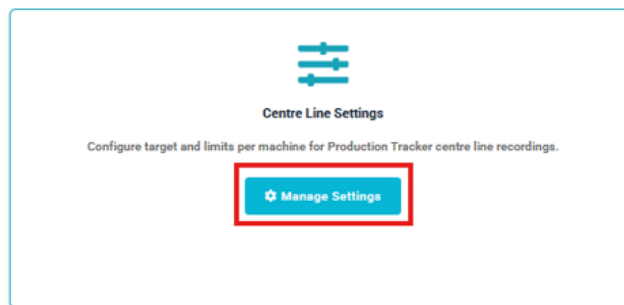 Centre Line Settings
Configure target and limits per machine for Production Tracker centre line recordings.
Manage Settings